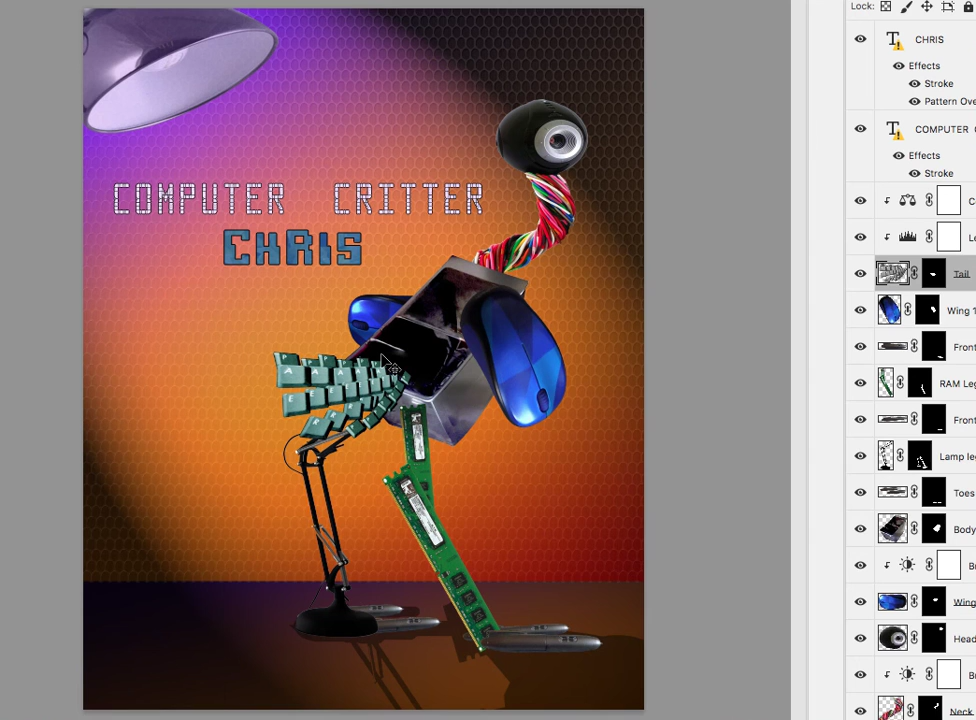 Lock:
CHRIS
Effects
Stroke
Pattern Ove
COMPUTER
Effects
Stroke
COMPUTER CRITTER
CHRIS
Tail
Wing 1
Front
RAM Leg
Front
Lamp leg
Toes
Body
Wing
Head
Neck